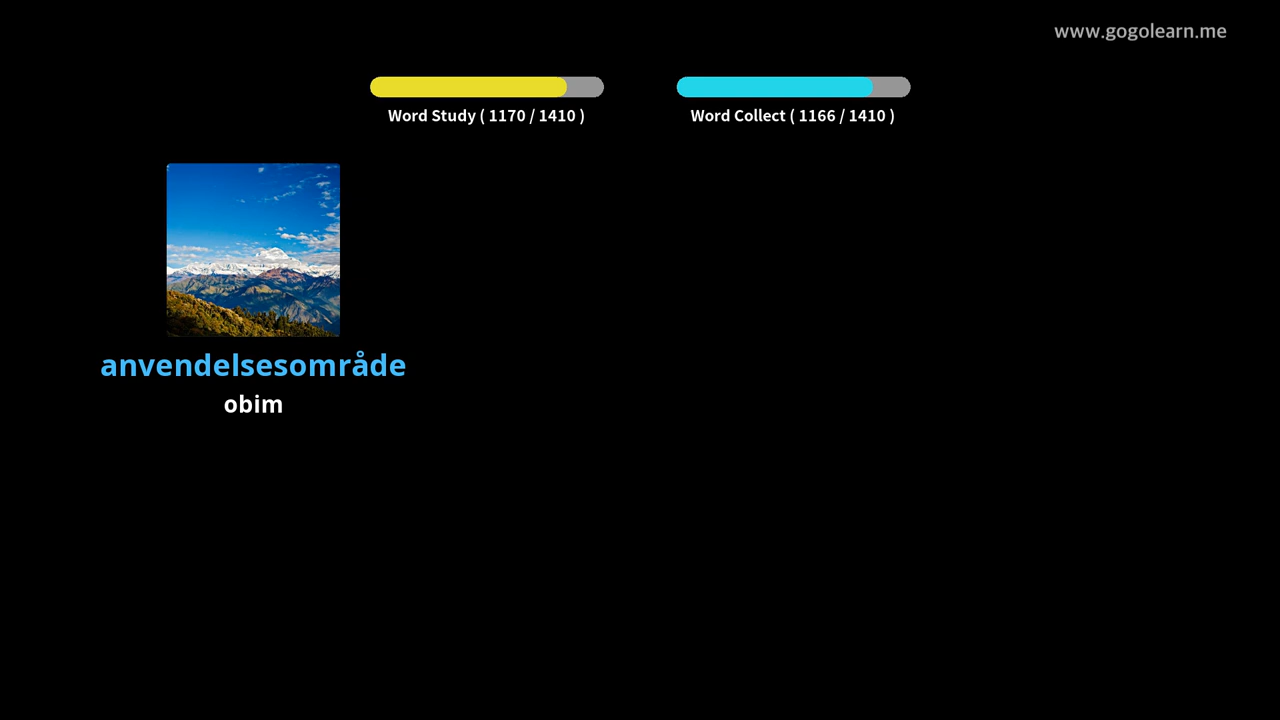 www.gogolearn.me
Word Study ( 1170 / 1410 )
Word Collect ( 1166 / 1410 )
anvendelsesområde
obim